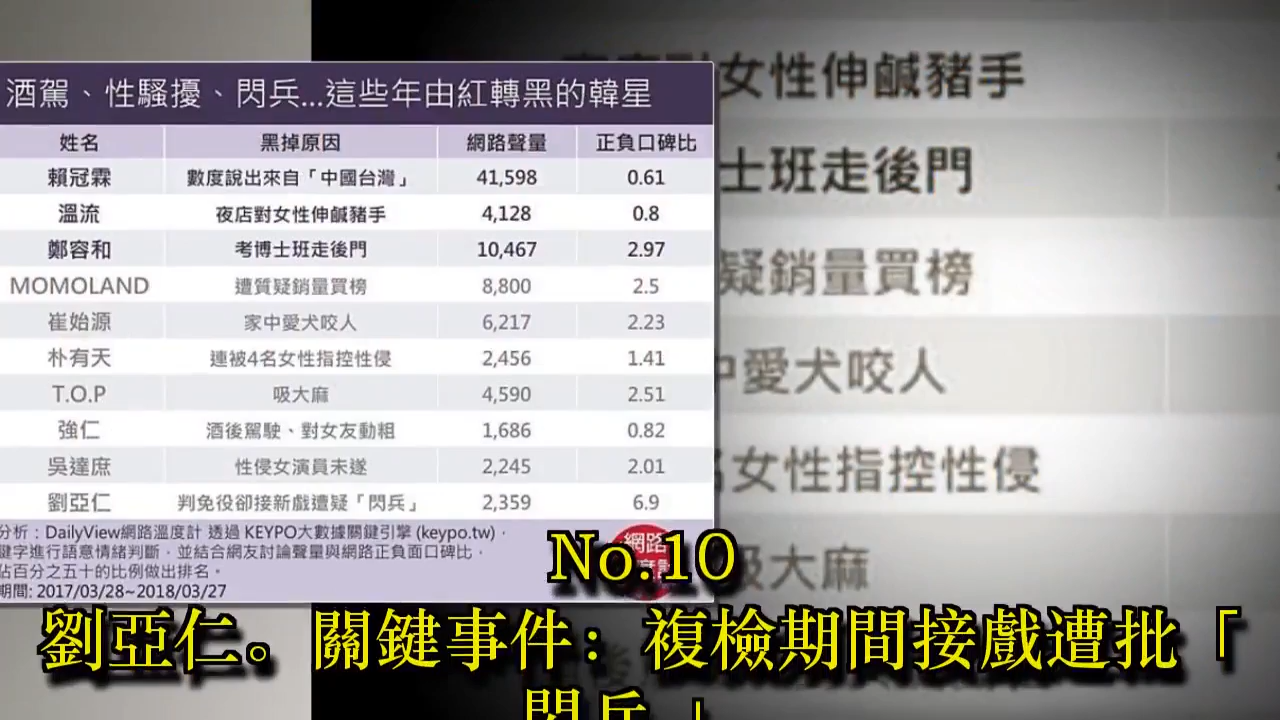 酒駕、性騷擾、閃兵...這些年由紅轉黑的韓星
姓名 黑掉原因 網路聲量 正負口碑比
賴冠霖 數度說出來自「中國台灣」 41,598 0.61
溫流 夜店對女性伸鹹豬手 4,128 0.8
鄭容和 考博士班走後門 10,467 2.97
MOMOLAND 遭質疑銷量買榜 8,800 2.5
崔始源 家中愛犬咬人 6,217 2.23
朴有天 連被4名女性指控性侵 2,456 1.41
T.O.P 吸大麻 4,590 2.51
強仁 酒後駕駛、對女友動粗 1,686 0.82
吳達庶 性侵女演員未遂 2,245 2.01
劉亞仁 判免役卻接新戲遭疑「閃兵」 2,359 6.9
分析：DailyView網路溫度計 透過 KEYPO大數據關鍵引擎 (keypo.tw)，
鍵字進行語意情緒判斷，並結合網友討論聲量與網路正負面口碑比，
佔百分之五十的比例做出排名。
期間: 2017/03/28~2018/03/27
網路
女性伸鹹豬手
士班走後門
疑銷量買榜
中愛犬咬人
名女性指控性侵
吸大麻
No.10
劉亞仁。關鍵事件：複檢期間接戲遭批「
閃兵」